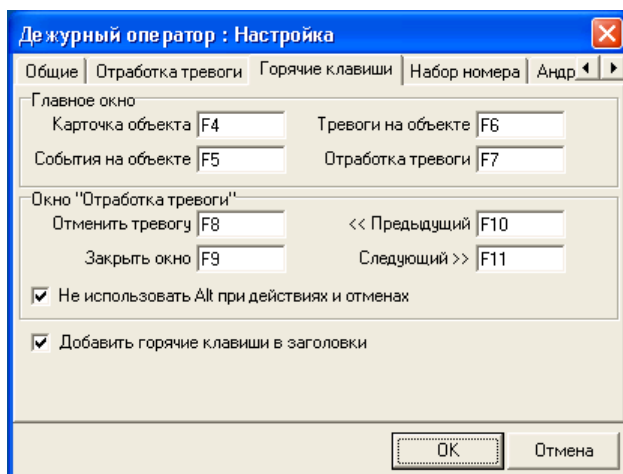 Дежурный оператор : Настройка
Общие Отработка тревоги Горячие клавиши Набор номера Андр
Главное окно
Карточка объекта F4 Тревоги на объекте F6
События на объекте F5 Отработка тревоги F7
Окно "Отработка тревоги"
Отменить тревогу F8 << Предыдущий F10
Закрыть окно F9 Следующий >> F11
Не использовать Alt при действиях и отменах
Добавить горячие клавиши в заголовки
OK Отмена